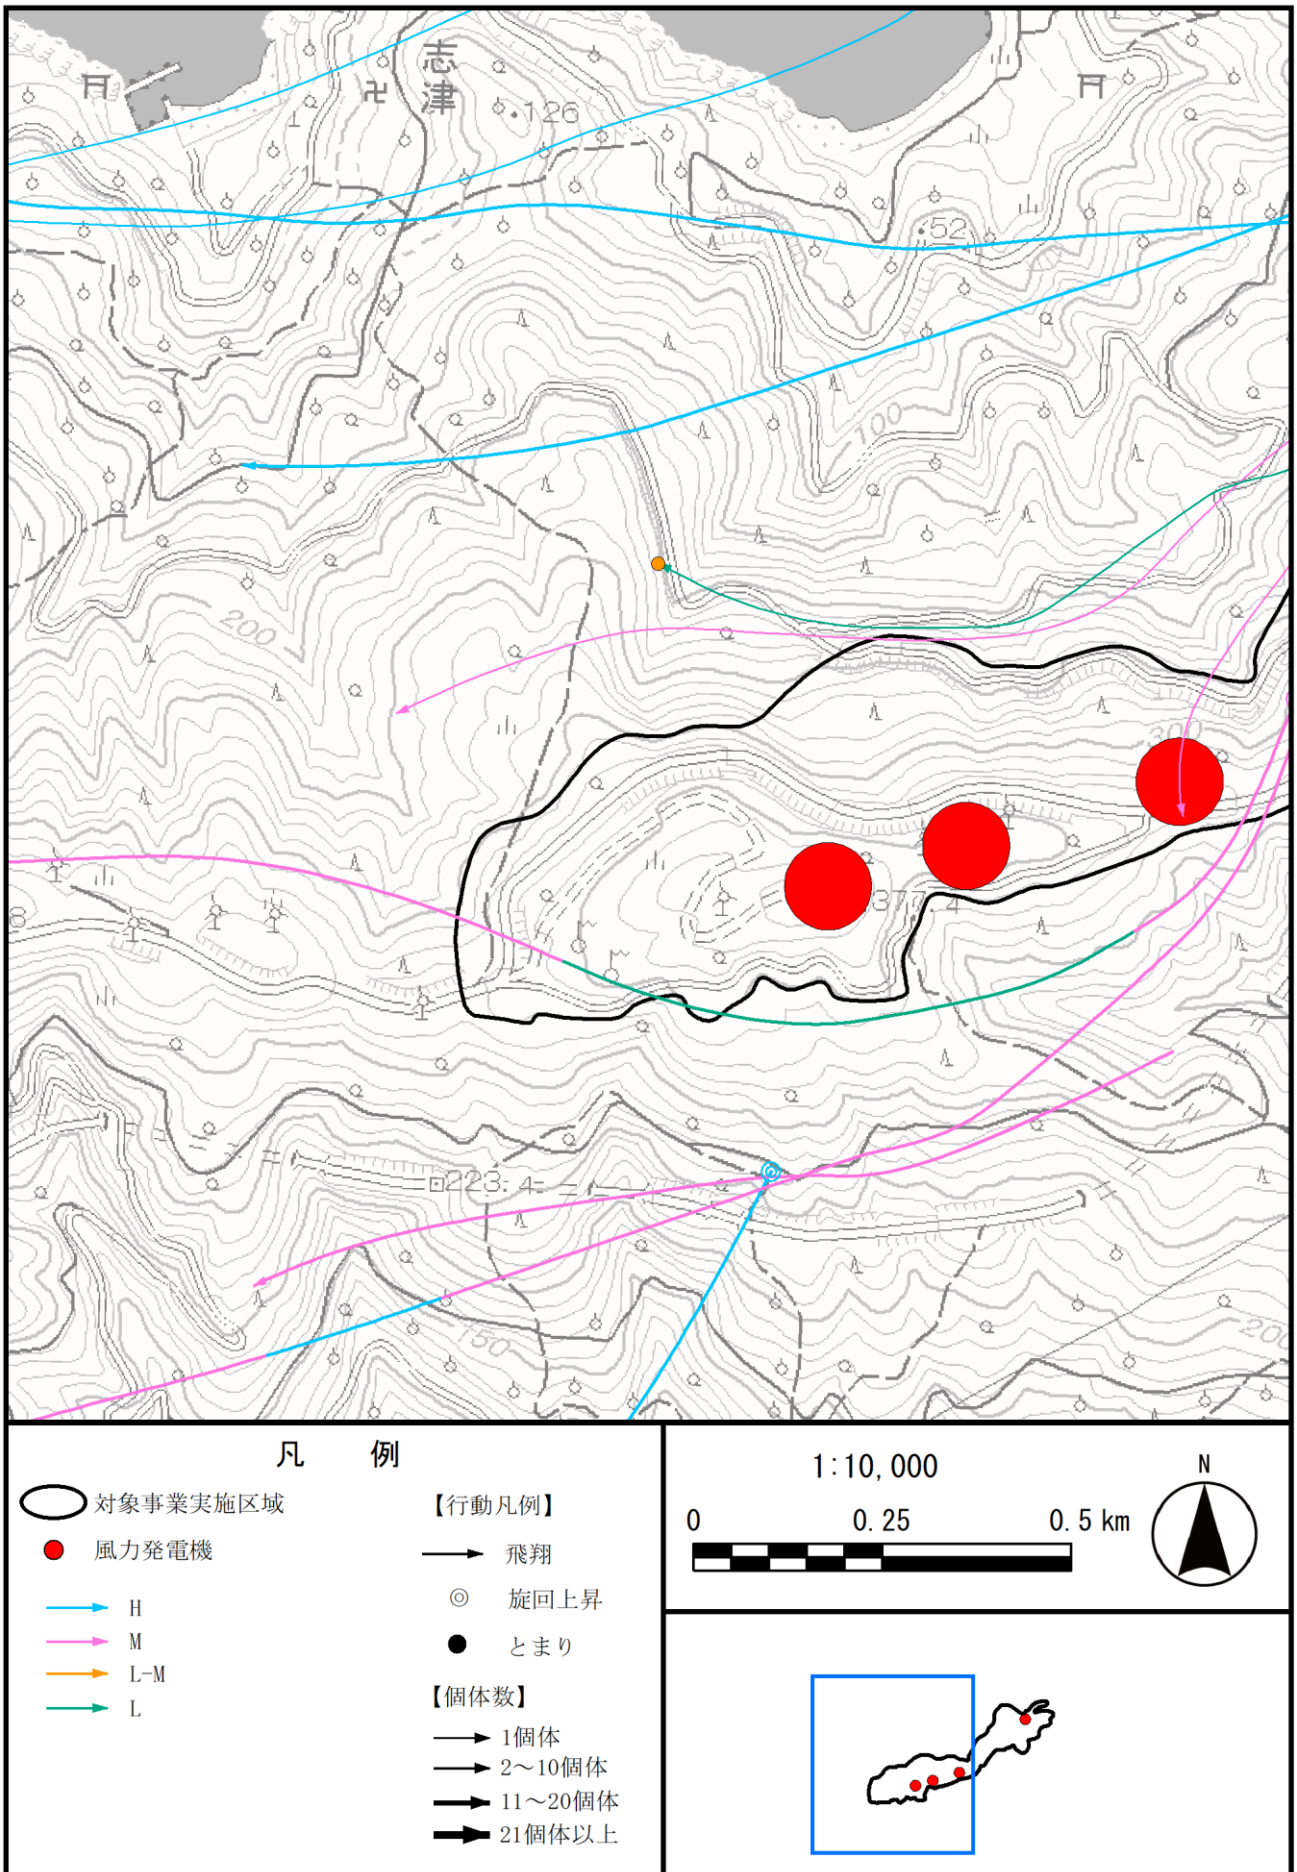 志津
126
52
100
200
300
377.4
8
223.4
150
200
凡 例
対象事業実施区域
風力発電機
H
M
L-M
L
【行動凡例】
飛翔
旋回上昇
とまり
【個体数】
1個体
2～10個体
11～20個体
21個体以上
1:10,000
0 0.25 0.5 km
N